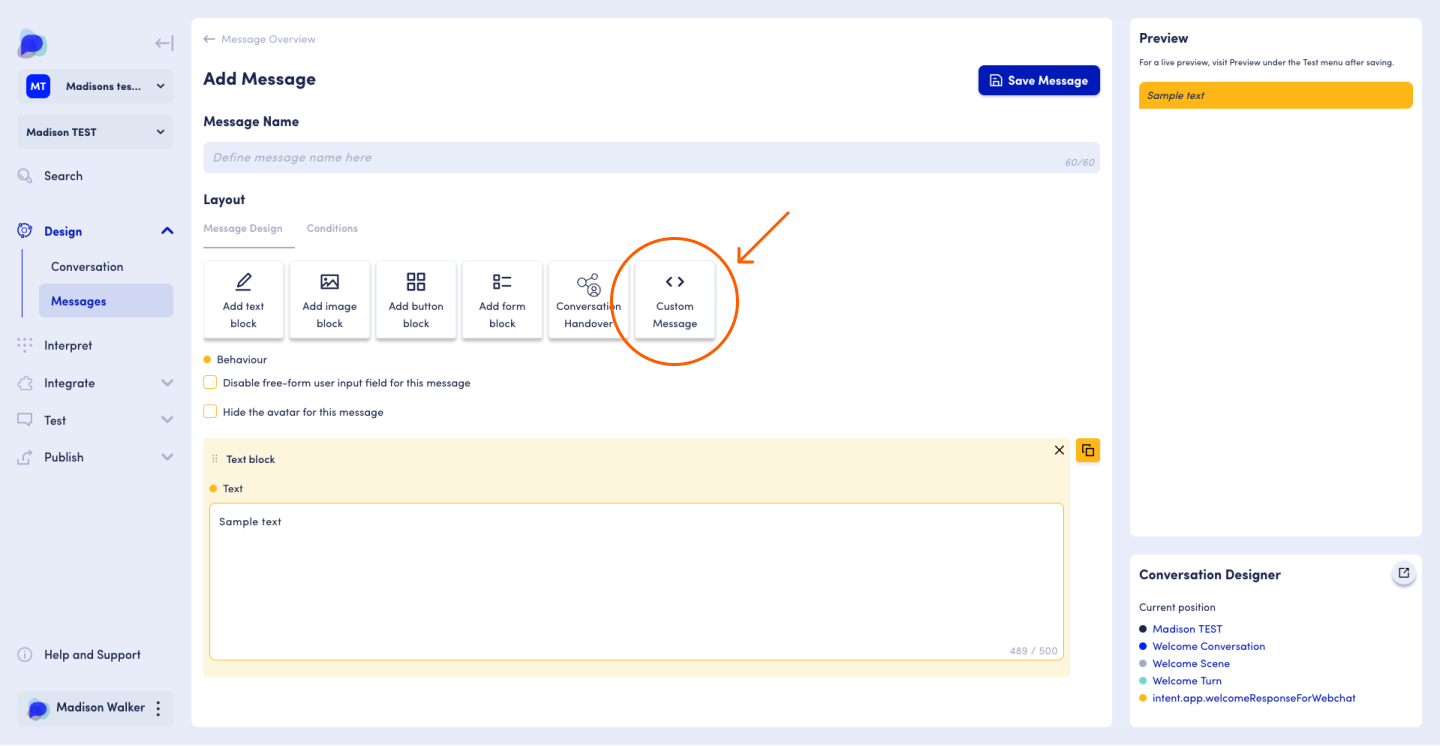 MT
Madisons tes...
Madison TEST
Search
Design
Conversation
Messages
Interpret
Integrate
Test
Publish
Help and Support
Madison Walker
Message Overview
Add Message
Save Message
Message Name
Define message name here
60/60
Layout
Message Design
Conditions
Add text
block
Add image
block
Add button
block
Add form
block
Conversation
Handover
Custom
Message
Behaviour
Disable free-form user input field for this message
Hide the avatar for this message
Text block
Text
Sample text
489 / 500
Preview
For a live preview, visit Preview under the Test menu after saving.
Sample text
Conversation Designer
Current position
Madison TEST
Welcome Conversation
Welcome Scene
Welcome Turn
intent.app.welcomeResponseForWebchat